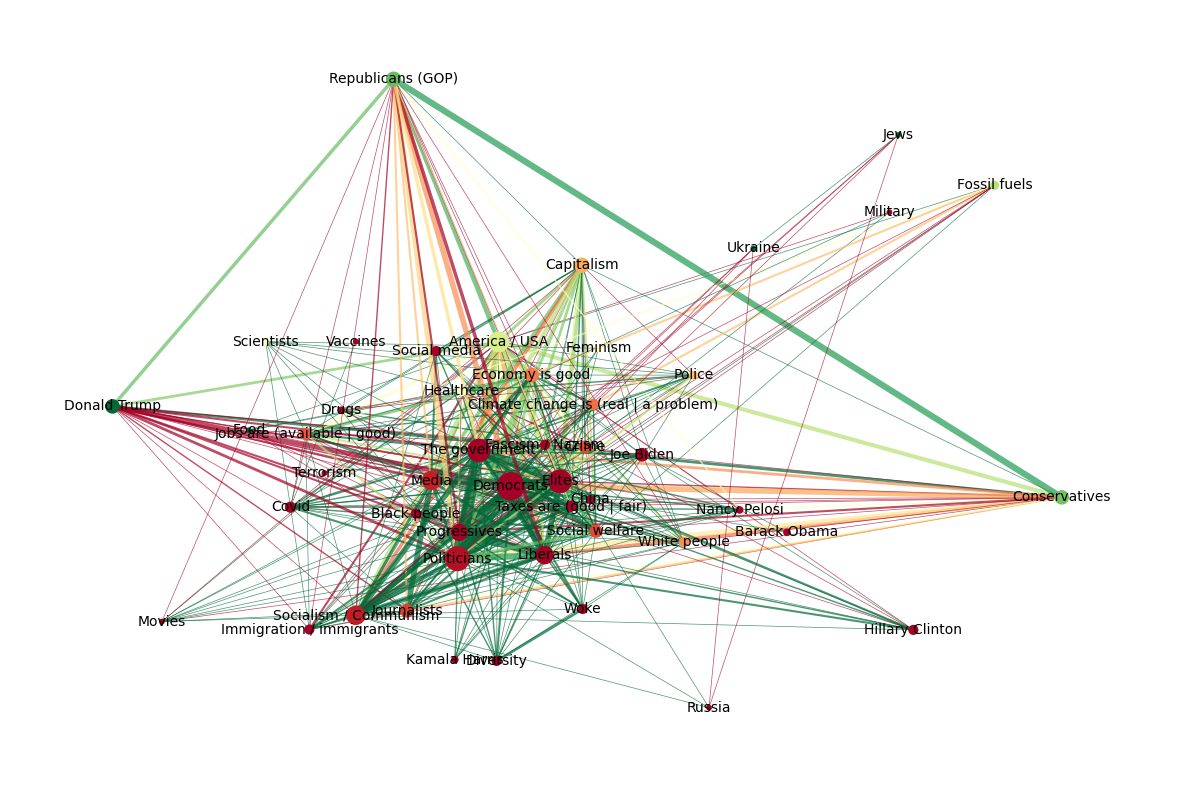 Republicans (GOP)
Jews
Fossil fuels
Military
Ukraine
Capitalism
Scientists
Vaccines
Social media
America / USA
Feminism
Economy is good
Police
Healthcare
Donald Trump
Drugs
Climate change is (real | a problem)
Food
Jobs are (available | good)
The government
Fascism / Nazism
Crime
Joe Biden
Terrorism
Media
Democrats
Elites
Conservatives
China
Covid
Black people
Taxes are (good | fair)
Nancy Pelosi
Progressives
Social welfare
Barack Obama
White people
Politicians
Liberals
Socialism / Communism
Journalists
Woke
Movies
Immigration / Immigrants
Hillary Clinton
Kamala Harris
Diversity
Russia